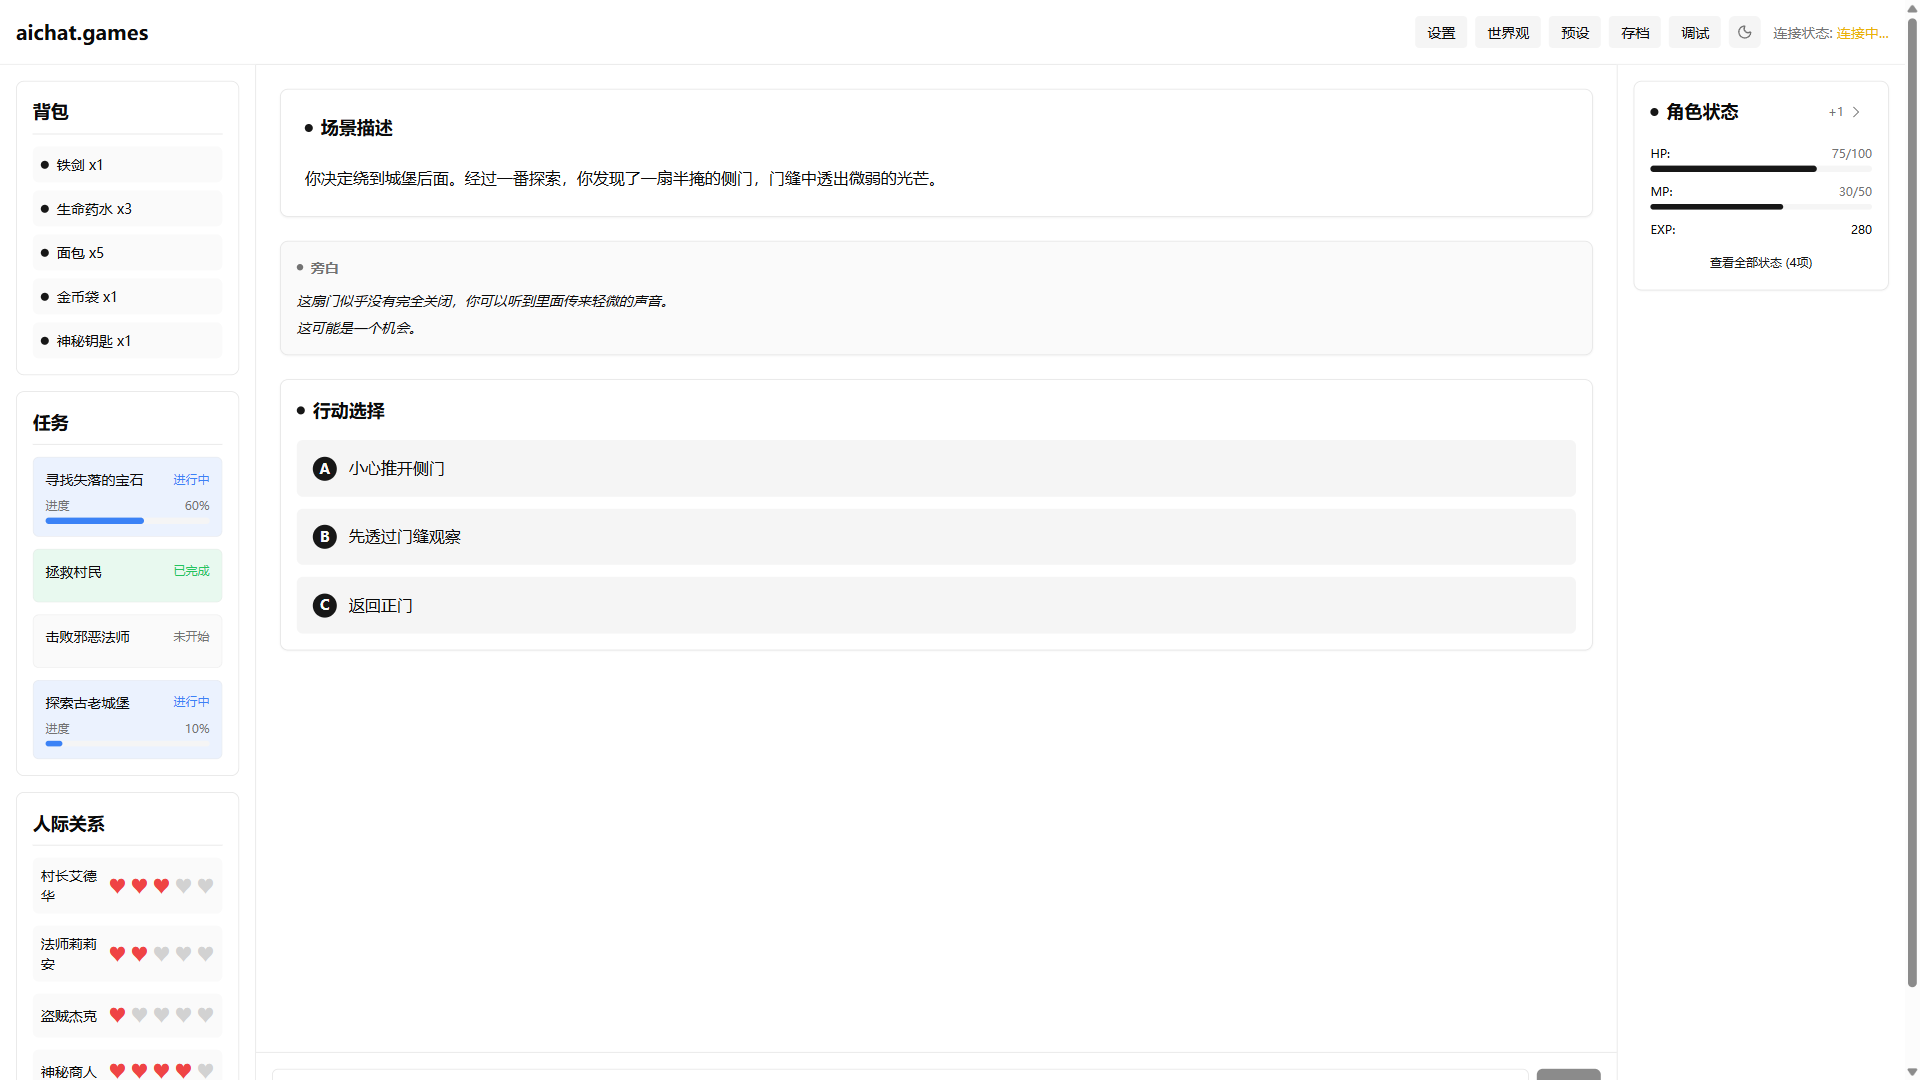 aichat.games
设置
世界观
预设
存档
调试
连接状态: 连接中...
背包
铁剑 x1
生命药水 x3
面包 x5
金币袋 x1
神秘钥匙 x1
任务
寻找失落的宝石 进行中
进度 60%
拯救村民 已完成
击败邪恶法师 未开始
探索古老城堡 进行中
进度 10%
人际关系
村长艾德
华
法师莉莉
安
盗贼杰克
神秘商人
场景描述
你决定绕到城堡后面。经过一番探索，你发现了一扇半掩的侧门，门缝中透出微弱的光芒。
旁白
这扇门似乎没有完全关闭，你可以听到里面传来轻微的声音。
这可能是一个机会。
行动选择
A 小心推开侧门
B 先透过门缝观察
C 返回正门
角色状态 +1
HP: 75/100
MP: 30/50
EXP: 280
查看全部状态 (4项)